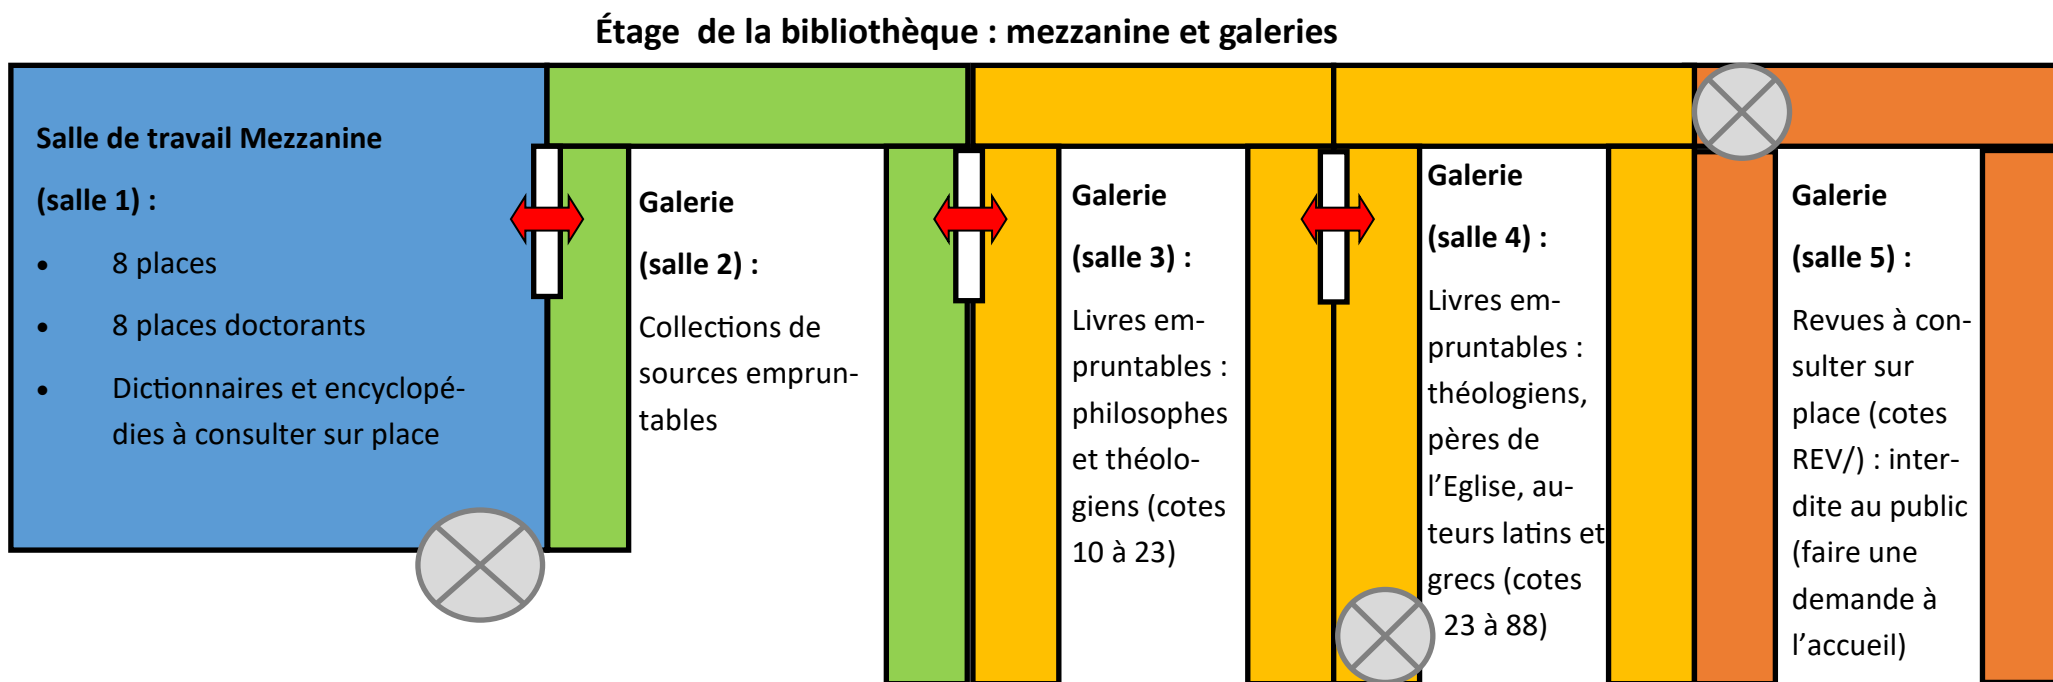 Étage  de la bibliothèque : mezzanine et galeries
Salle de travail Mezzanine
(salle 1) :
• 8 places
• 8 places doctorants
• Dictionnaires et encyclopé-
dies à consulter sur place
Galerie
(salle 2) :
Collections de
sources emprun-
tables
Galerie
(salle 3) :
Livres em-
pruntables :
philosophes
et théolo-
giens (cotes
10 à 23)
Galerie
(salle 4) :
Livres em-
pruntables :
théologiens,
pères de
l’Eglise, au-
teurs latins et
grecs (cotes
23 à 88)
Galerie
(salle 5) :
Revues à con-
sulter sur
place (cotes
REV/) : inter-
dite au public
(faire une
demande à
l’accueil)